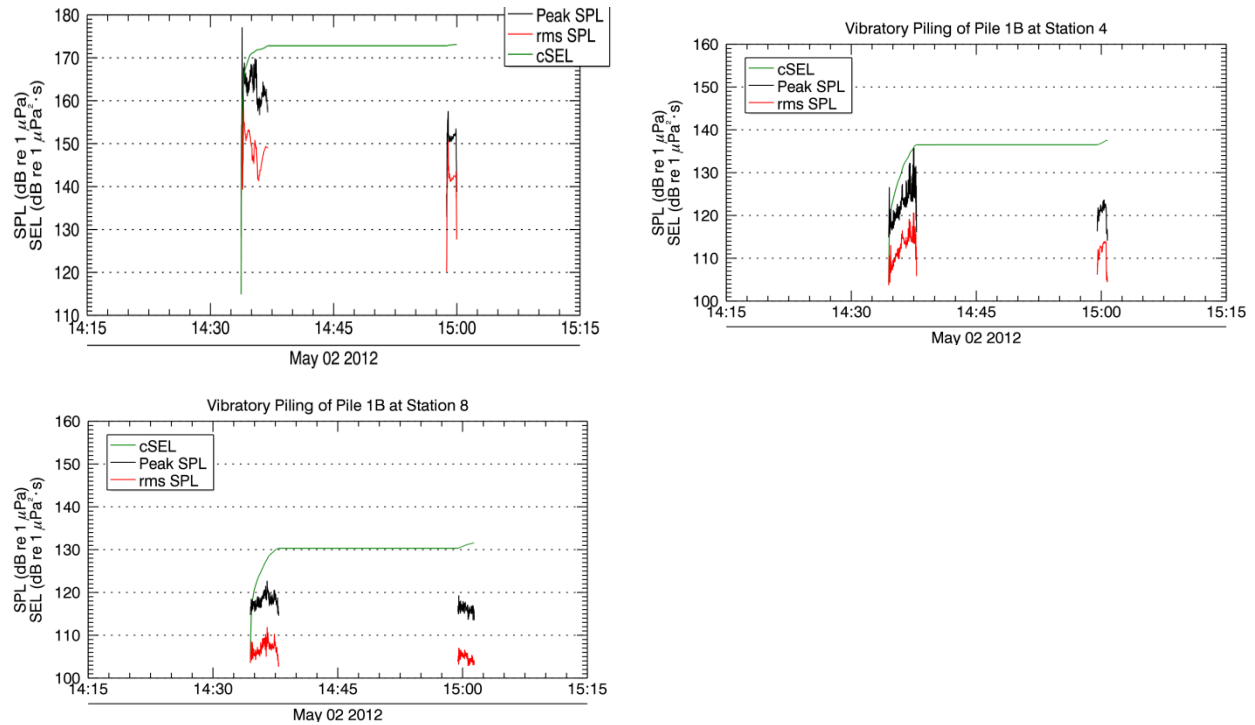 180
170
160
150
140
130
120
110
SPL (dB re 1 µPa)
SEL (dB re 1 µPa²·s)
Peak SPL
rms SPL
cSEL
14:15
14:30
14:45
15:00
15:15
May 02 2012
Vibratory Piling of Pile 1B at Station 4
160
150
140
130
120
110
100
SPL (dB re 1 µPa)
SEL (dB re 1 µPa²·s)
cSEL
Peak SPL
rms SPL
14:15
14:30
14:45
15:00
15:15
May 02 2012
Vibratory Piling of Pile 1B at Station 8
160
150
140
130
120
110
100
SPL (dB re 1 µPa)
SEL (dB re 1 µPa²·s)
cSEL
Peak SPL
rms SPL
14:15
14:30
14:45
15:00
15:15
May 02 2012